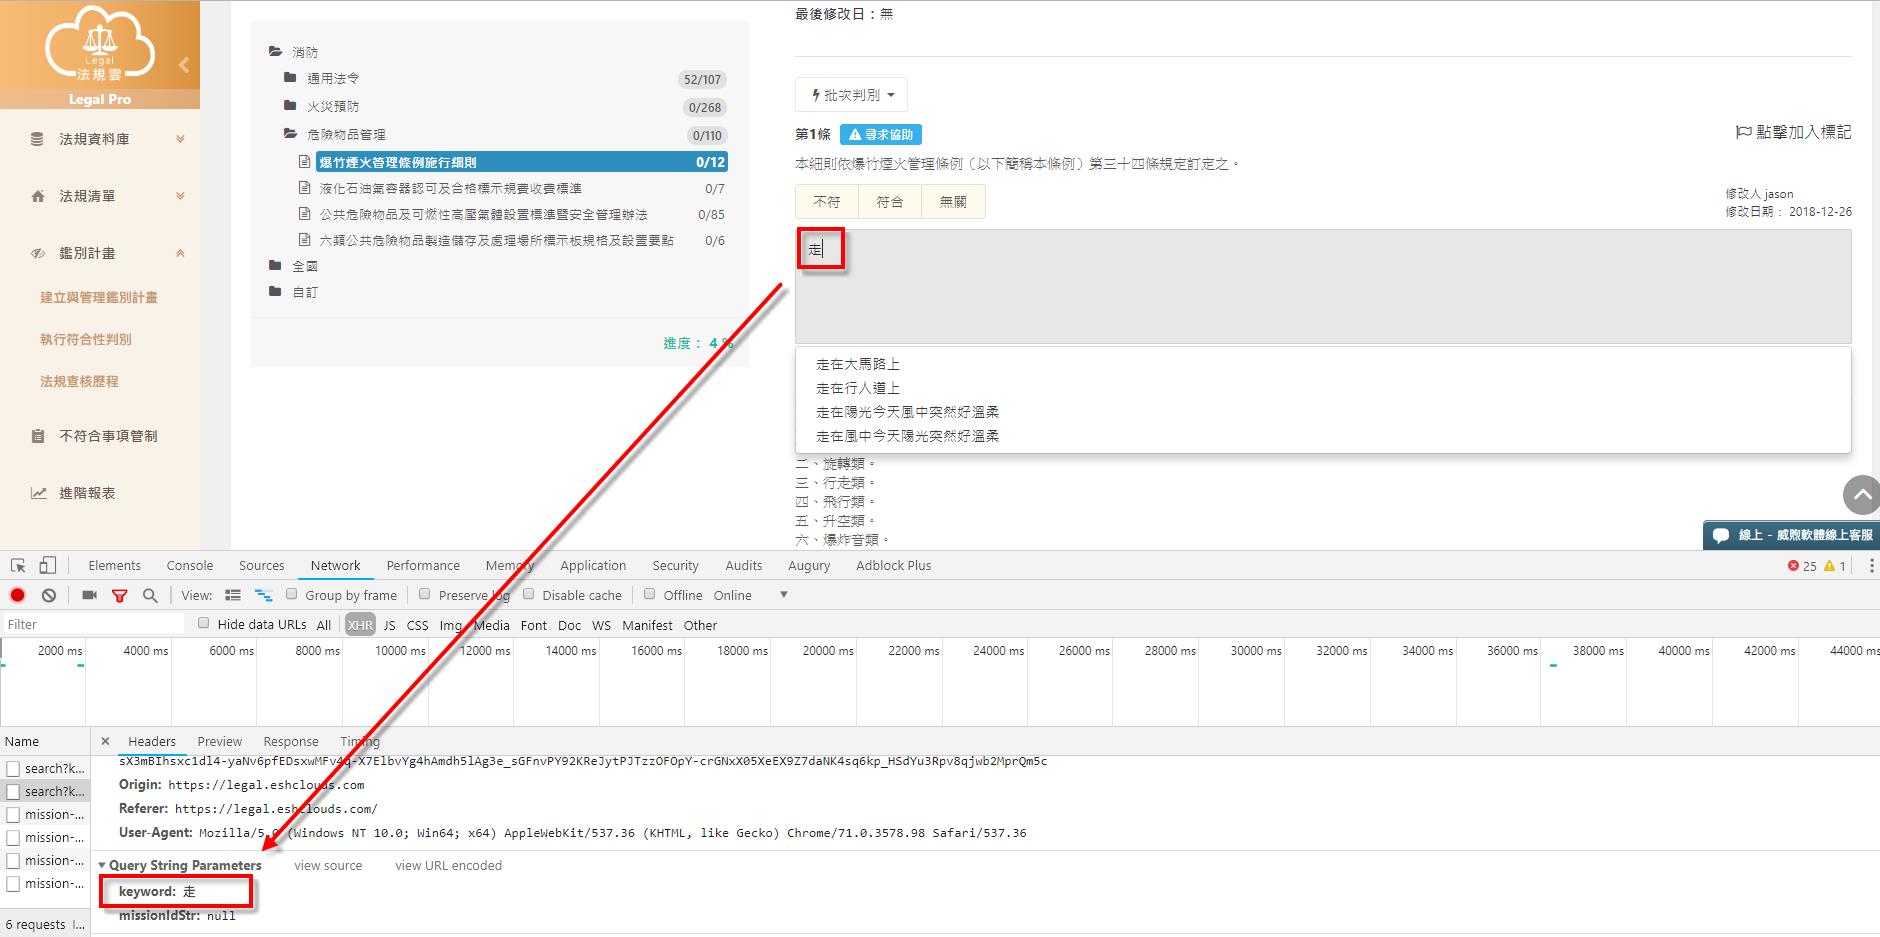 Legal
法規雲
Legal Pro
法規資料庫
法規清單
鑑別計畫
建立與管理鑑別計畫
執行符合性判別
法規查核歷程
不符合事項管制
進階報表
消防
通用法令 52/107
火災預防 0/268
危險物品管理 0/110
爆竹煙火管理條例施行細則 0/12
液化石油氣容器認可及合格標示規費收費標準 0/7
公共危險物品及可燃性高壓氣體設置標準暨安全管理辦法 0/85
六類公共危險物品製造儲存及處理場所標示板規格及設置要點 0/6
全國
自訂
進度： 4 %
最後修改日：無
批次判別
第1條 尋求協助
點擊加入標記
本細則依爆竹煙火管理條例（以下簡稱本條例）第三十四條規定訂定之。
不符 符合 無關
修改人 jason
修改日期： 2018-12-26
走
走在大馬路上
走在行人道上
走在陽光今天風中突然好溫柔
走在風中今天陽光突然好溫柔
二、旋轉類。
三、行走類。
四、飛行類。
五、升空類。
六、爆炸音類。
線上 - 威煦軟體線上客服
Elements Console Sources Network Performance Memory Application Security Audits Augury Adblock Plus 25 1
View: Group by frame Preserve log Disable cache Offline Online
Filter Hide data URLs All XHR JS CSS Img Media Font Doc WS Manifest Other
2000 ms 4000 ms 6000 ms 8000 ms 10000 ms 12000 ms 14000 ms 16000 ms 18000 ms 20000 ms 22000 ms 24000 ms 26000 ms 28000 ms 30000 ms 32000 ms 34000 ms 36000 ms 38000 ms 40000 ms 42000 ms 44000 ms
Name
search?k...
search?k...
mission-...
mission-...
mission-...
mission-...
6 requests
Headers Preview Response Timing
sX3mBIhsxc1dl4-yaNv6pfEDsxwMFv4q-X7ElbvYg4hAmdh5lAg3e_sGFnvPY92KReJytPJTzzOFOpY-crGNxX05XeEX9Z7daNK4sq6kp_HSdYu3Rpv8qjwb2MprQm5c
Origin: https://legal.eshclouds.com
Referer: https://legal.eshclouds.com/
User-Agent: Mozilla/5.0 (Windows NT 10.0; Win64; x64) AppleWebKit/537.36 (KHTML, like Gecko) Chrome/71.0.3578.98 Safari/537.36
Query String Parameters view source view URL encoded
keyword: 走
missionIdStr: null